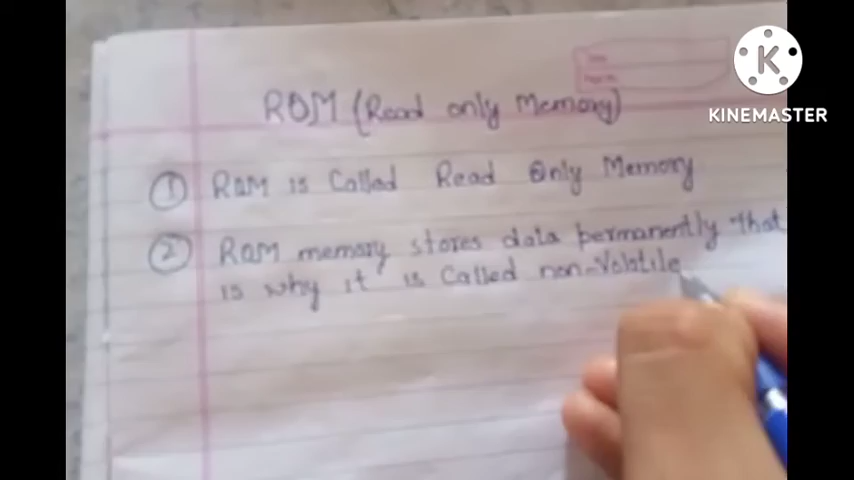 KINEMASTER
ROM (Read only Memory)
① ROM is Called Read Only Memory
② ROM memory stores data permanently that
is why it is Called non-Volatile